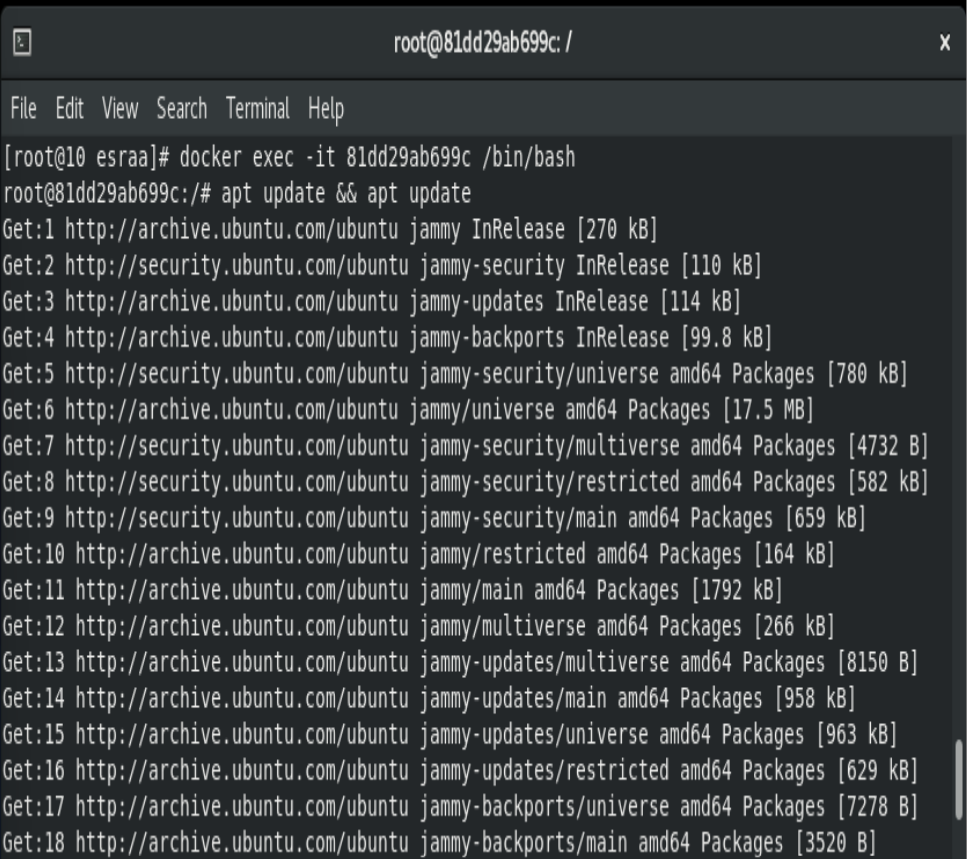 root@81dd29ab699c: /
x
File Edit View Search Terminal Help
[root@10 esraa]# docker exec -it 81dd29ab699c /bin/bash
root@81dd29ab699c:/# apt update && apt update
Get:1 http://archive.ubuntu.com/ubuntu jammy InRelease [270 kB]
Get:2 http://security.ubuntu.com/ubuntu jammy-security InRelease [110 kB]
Get:3 http://archive.ubuntu.com/ubuntu jammy-updates InRelease [114 kB]
Get:4 http://archive.ubuntu.com/ubuntu jammy-backports InRelease [99.8 kB]
Get:5 http://security.ubuntu.com/ubuntu jammy-security/universe amd64 Packages [780 kB]
Get:6 http://archive.ubuntu.com/ubuntu jammy/universe amd64 Packages [17.5 MB]
Get:7 http://security.ubuntu.com/ubuntu jammy-security/multiverse amd64 Packages [4732 B]
Get:8 http://security.ubuntu.com/ubuntu jammy-security/restricted amd64 Packages [582 kB]
Get:9 http://security.ubuntu.com/ubuntu jammy-security/main amd64 Packages [659 kB]
Get:10 http://archive.ubuntu.com/ubuntu jammy/restricted amd64 Packages [164 kB]
Get:11 http://archive.ubuntu.com/ubuntu jammy/main amd64 Packages [1792 kB]
Get:12 http://archive.ubuntu.com/ubuntu jammy/multiverse amd64 Packages [266 kB]
Get:13 http://archive.ubuntu.com/ubuntu jammy-updates/multiverse amd64 Packages [8150 B]
Get:14 http://archive.ubuntu.com/ubuntu jammy-updates/main amd64 Packages [958 kB]
Get:15 http://archive.ubuntu.com/ubuntu jammy-updates/universe amd64 Packages [963 kB]
Get:16 http://archive.ubuntu.com/ubuntu jammy-updates/restricted amd64 Packages [629 kB]
Get:17 http://archive.ubuntu.com/ubuntu jammy-backports/universe amd64 Packages [7278 B]
Get:18 http://archive.ubuntu.com/ubuntu jammy-backports/main amd64 Packages [3520 B]